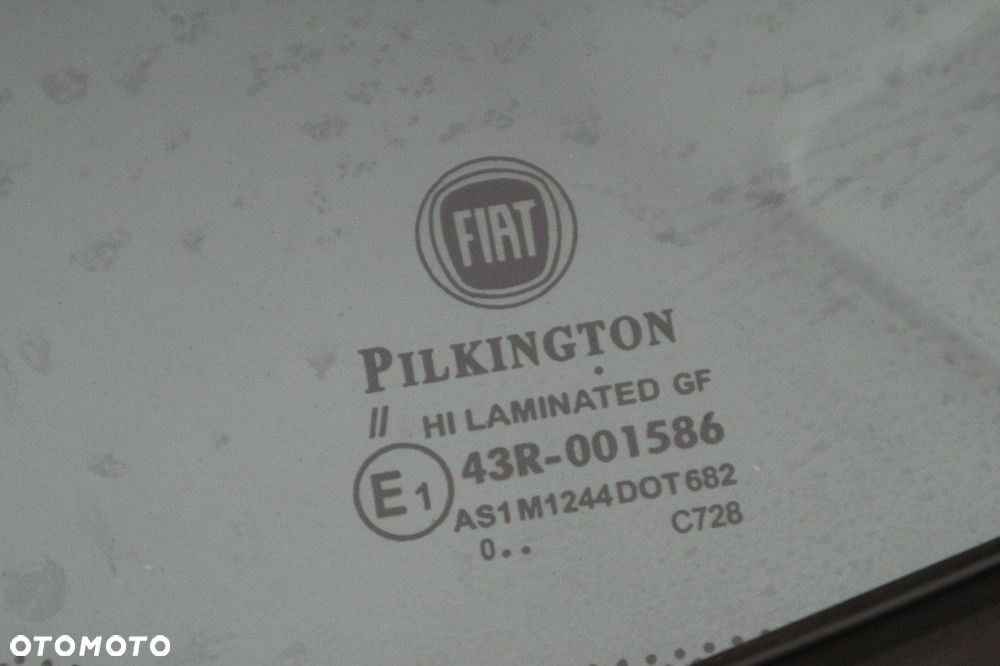 FIAT
PILKINGTON
// HI LAMINATED GF
E1 43R-001586
AS1 M1244 DOT 682
0.. C728
OTOMOTO